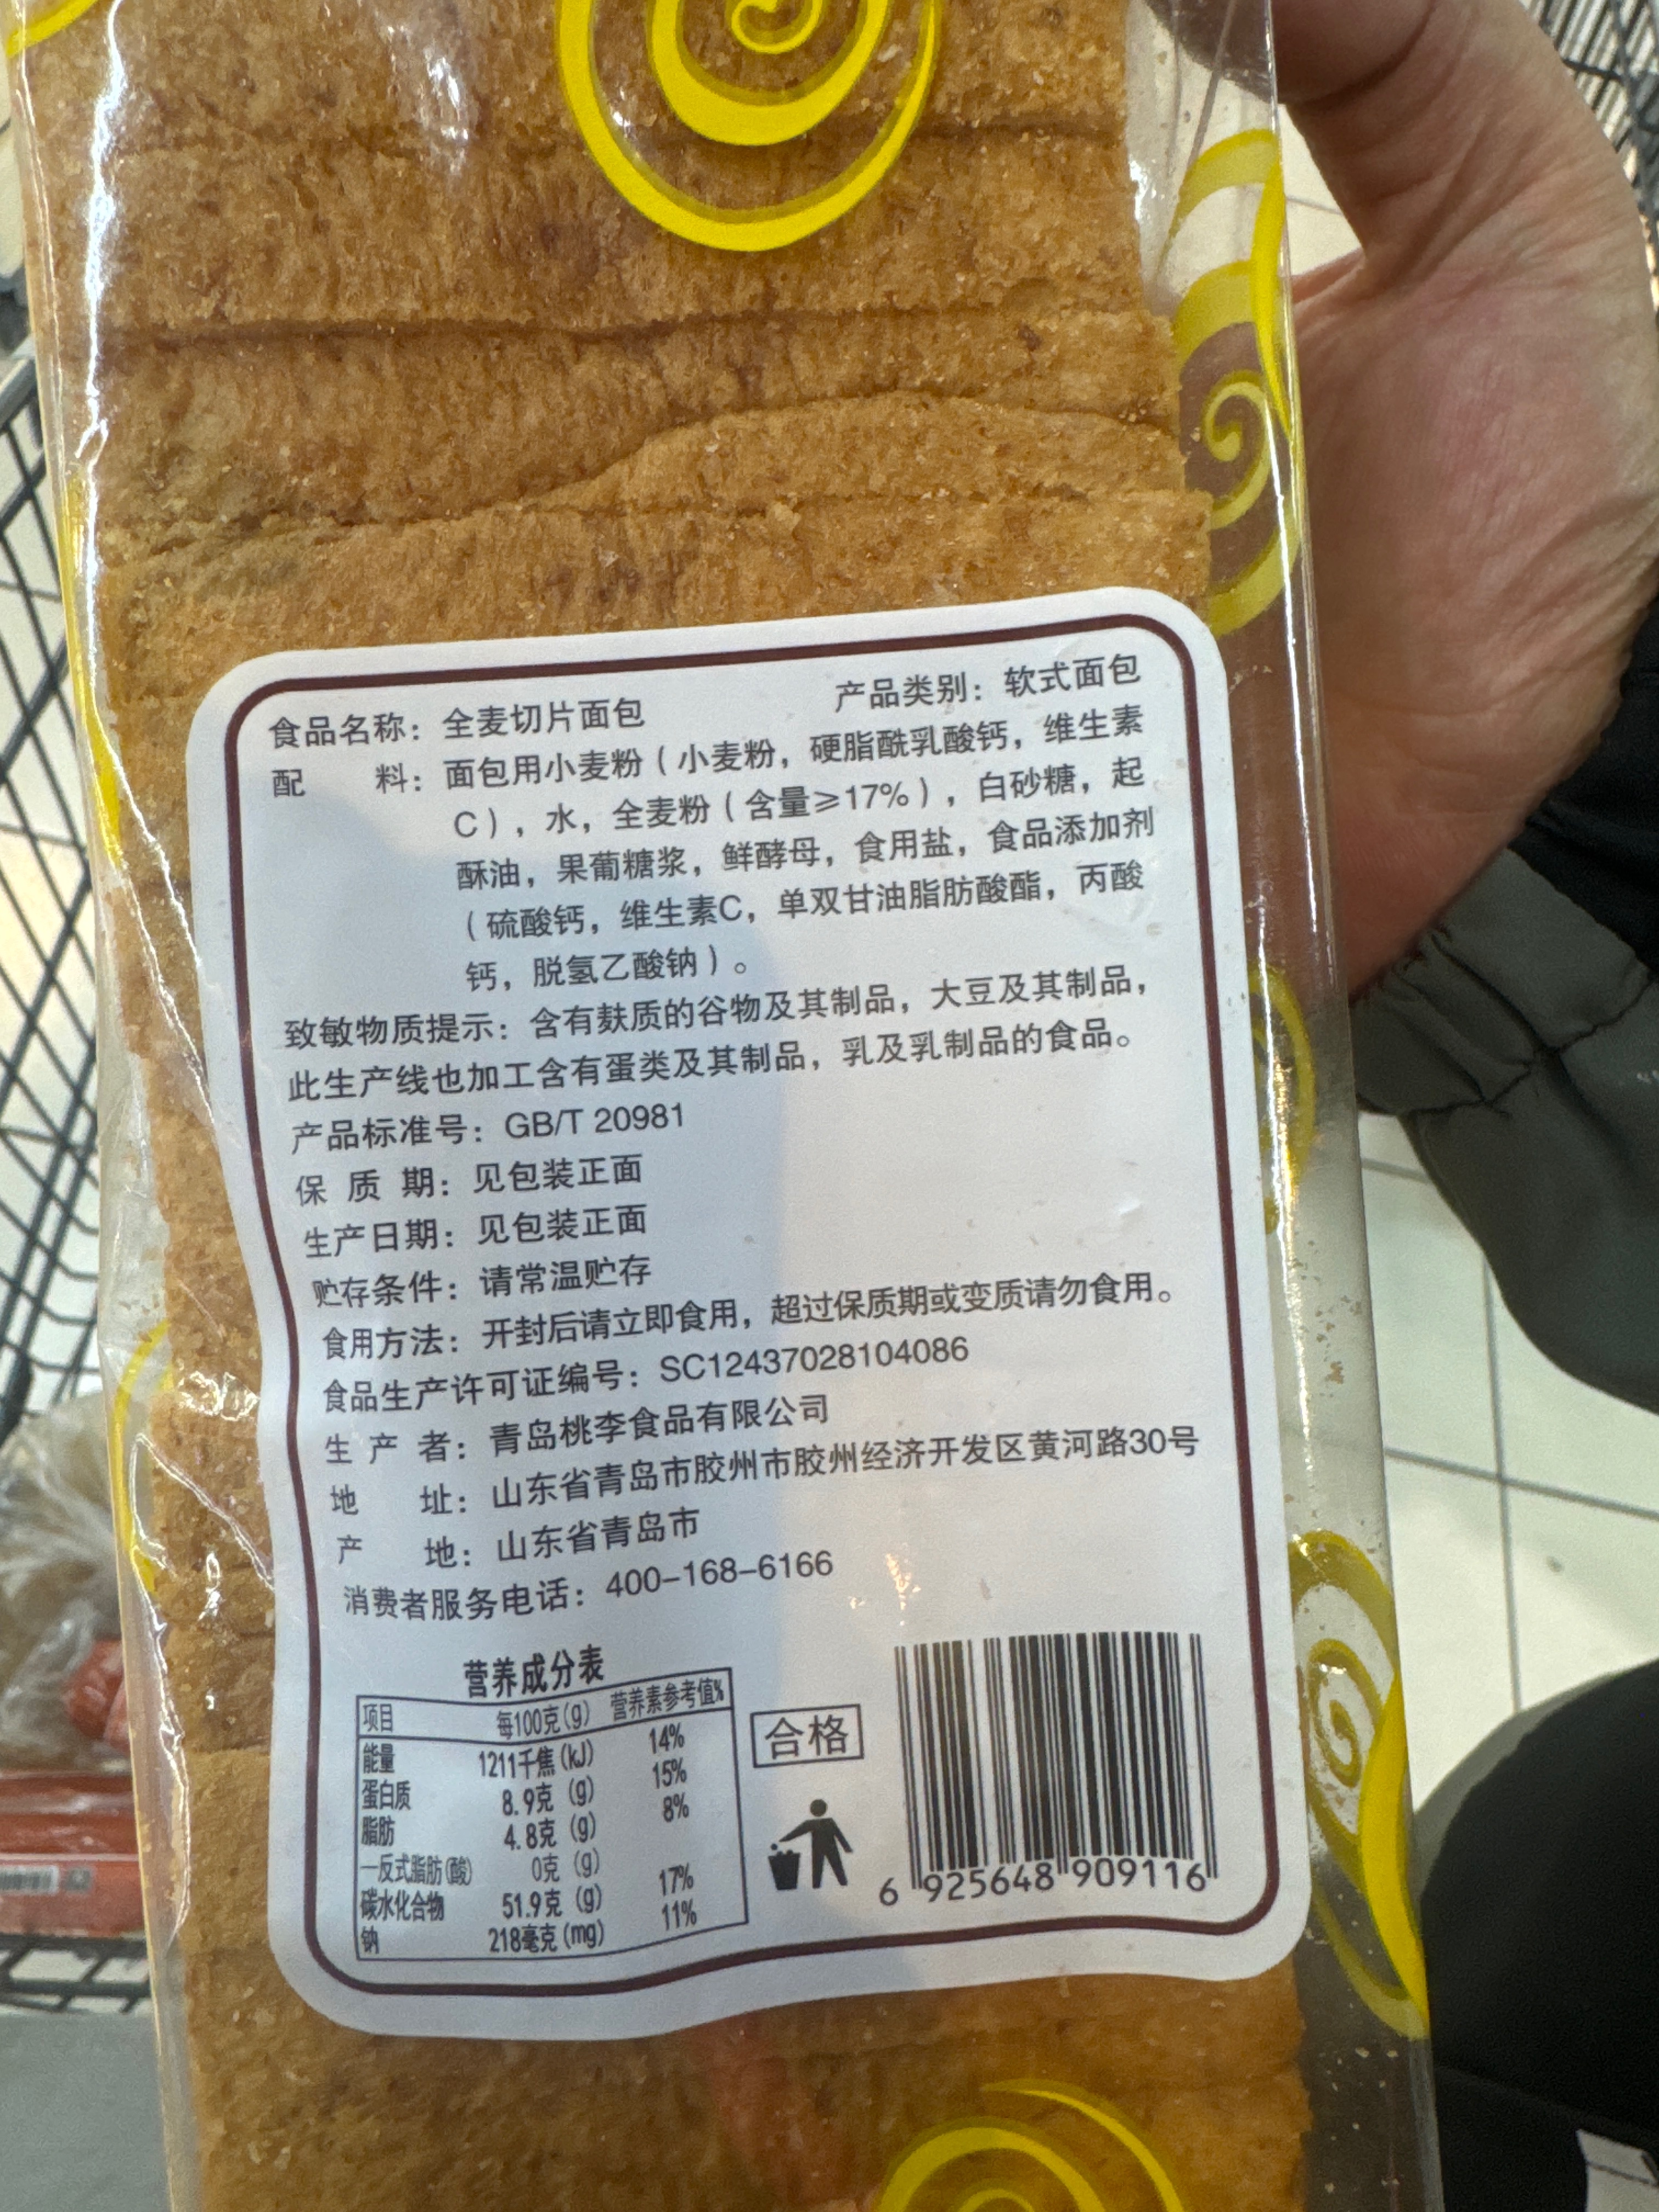 食品名称：全麦切片面包 产品类别：软式面包
配 料：面包用小麦粉（小麦粉，硬脂酰乳酸钙，维生素
C），水，全麦粉（含量≥17%），白砂糖，起
酥油，果葡糖浆，鲜酵母，食用盐，食品添加剂
（硫酸钙，维生素C，单双甘油脂肪酸酯，丙酸
钙，脱氢乙酸钠）。
致敏物质提示：含有麸质的谷物及其制品，大豆及其制品，
此生产线也加工含有蛋类及其制品，乳及乳制品的食品。
产品标准号：GB/T 20981
保 质 期：见包装正面
生产日期：见包装正面
贮存条件：请常温贮存
食用方法：开封后请立即食用，超过保质期或变质请勿食用。
食品生产许可证编号：SC12437028104086
生 产 者：青岛桃李食品有限公司
地 址：山东省青岛市胶州市胶州经济开发区黄河路30号
产 地：山东省青岛市
消费者服务电话：400-168-6166
营养成分表
项目 每100克(g) 营养素参考值%
能量 1211千焦(kJ) 14%
蛋白质 8.9克(g) 15%
脂肪 4.8克(g) 8%
—反式脂肪(酸) 0克(g)
碳水化合物 51.9克(g) 17%
钠 218毫克(mg) 11%
合格
6 925648 909116